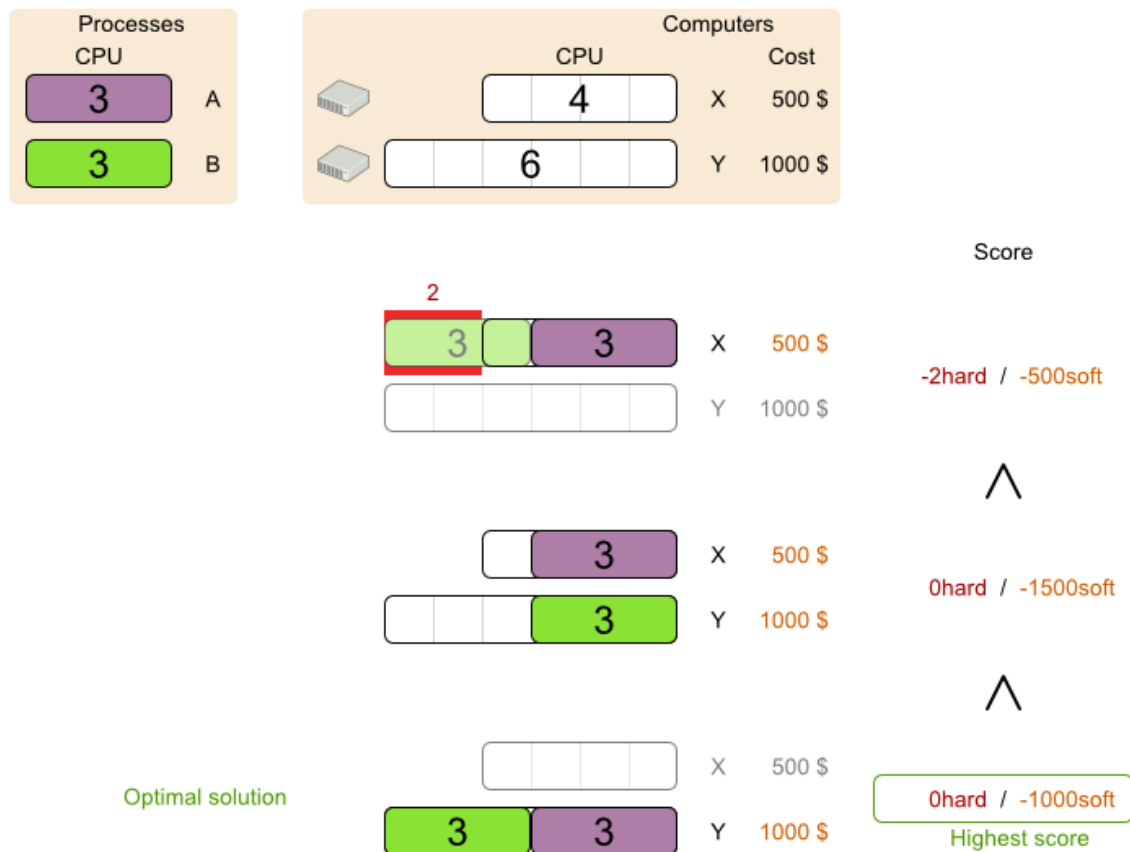 Processes
CPU
3 A
3 B
Computers
CPU Cost
4 X 500 $
6 Y 1000 $
Score
2
3 3 X 500 $
-2hard / -500soft
Y 1000 $
3 X 500 $
0hard / -1500soft
3 Y 1000 $
X 500 $
Optimal solution
0hard / -1000soft
3 3 Y 1000 $
Highest score